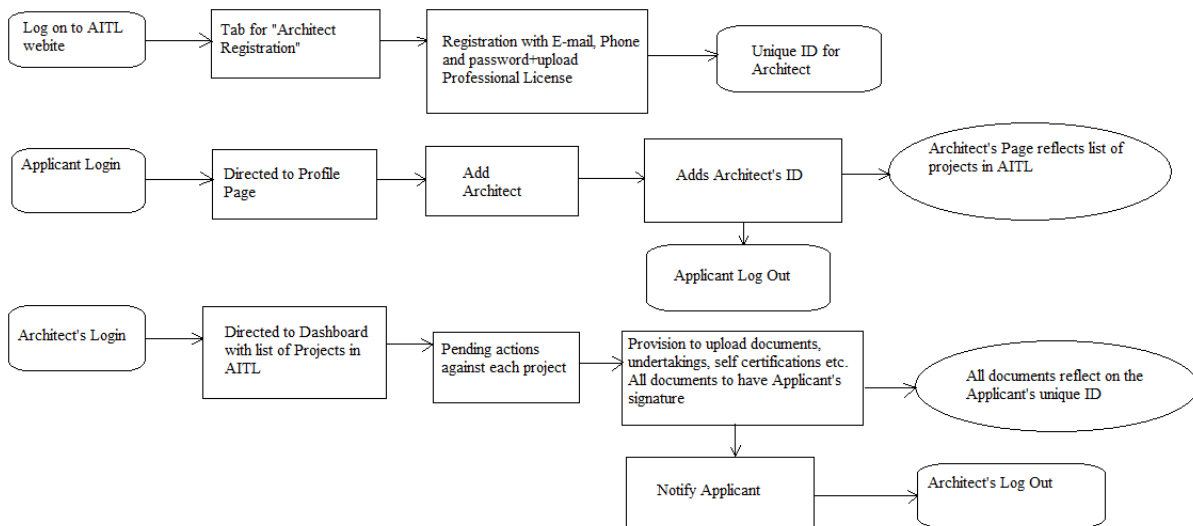 Log on to AITL
webite
Tab for "Architect
Registration"
Registration with E-mail, Phone
and password+upload
Professional License
Unique ID for
Architect
Applicant Login
Directed to Profile
Page
Add
Architect
Adds Architect's ID
Architect's Page reflects list of
projects in AITL
Applicant Log Out
Architect's Login
Directed to Dashboard
with list of Projects in
AITL
Pending actions
against each project
Provision to upload documents,
undertakings, self certifications etc.
All documents to have Applicant's
signature
All documents reflect on the
Applicant's unique ID
Notify Applicant
Architect's Log Out